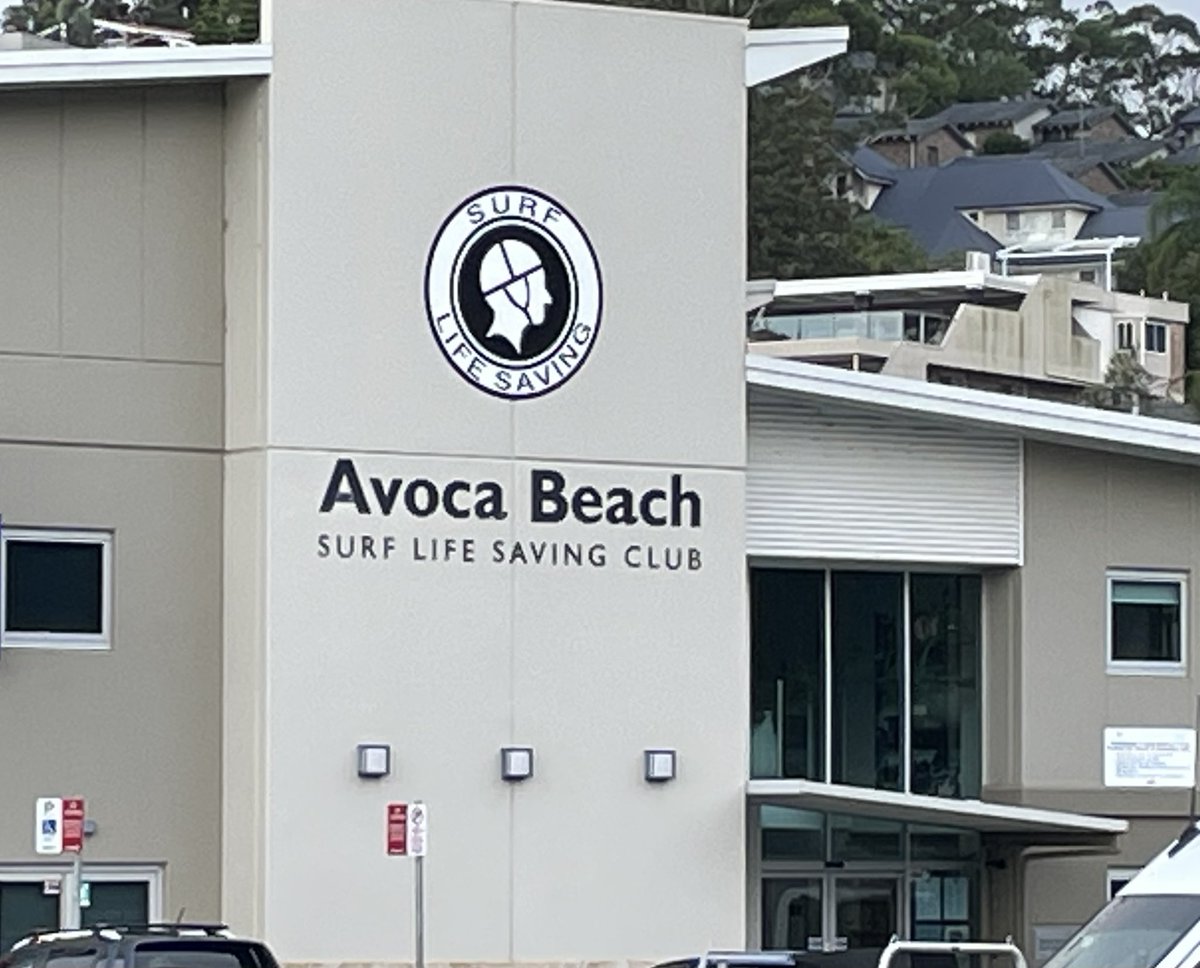 SURF
LIFE SAVING
Avoca Beach
SURF LIFE SAVING CLUB
P